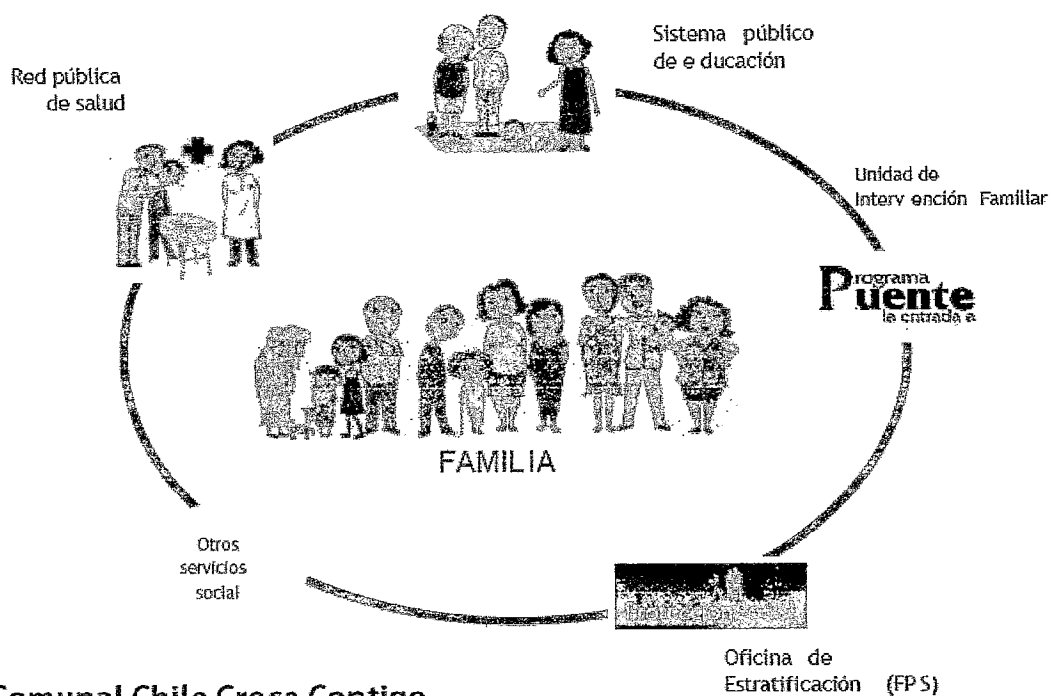 Sistema público
de e ducación
Red pública
de salud
Unidad de
Interv ención Familiar
Programa
Puente
la entrada a
FAMILIA
Otros
servicios
social
Oficina de
Estratificación (FPS)
Comunal Chile Crece Contigo